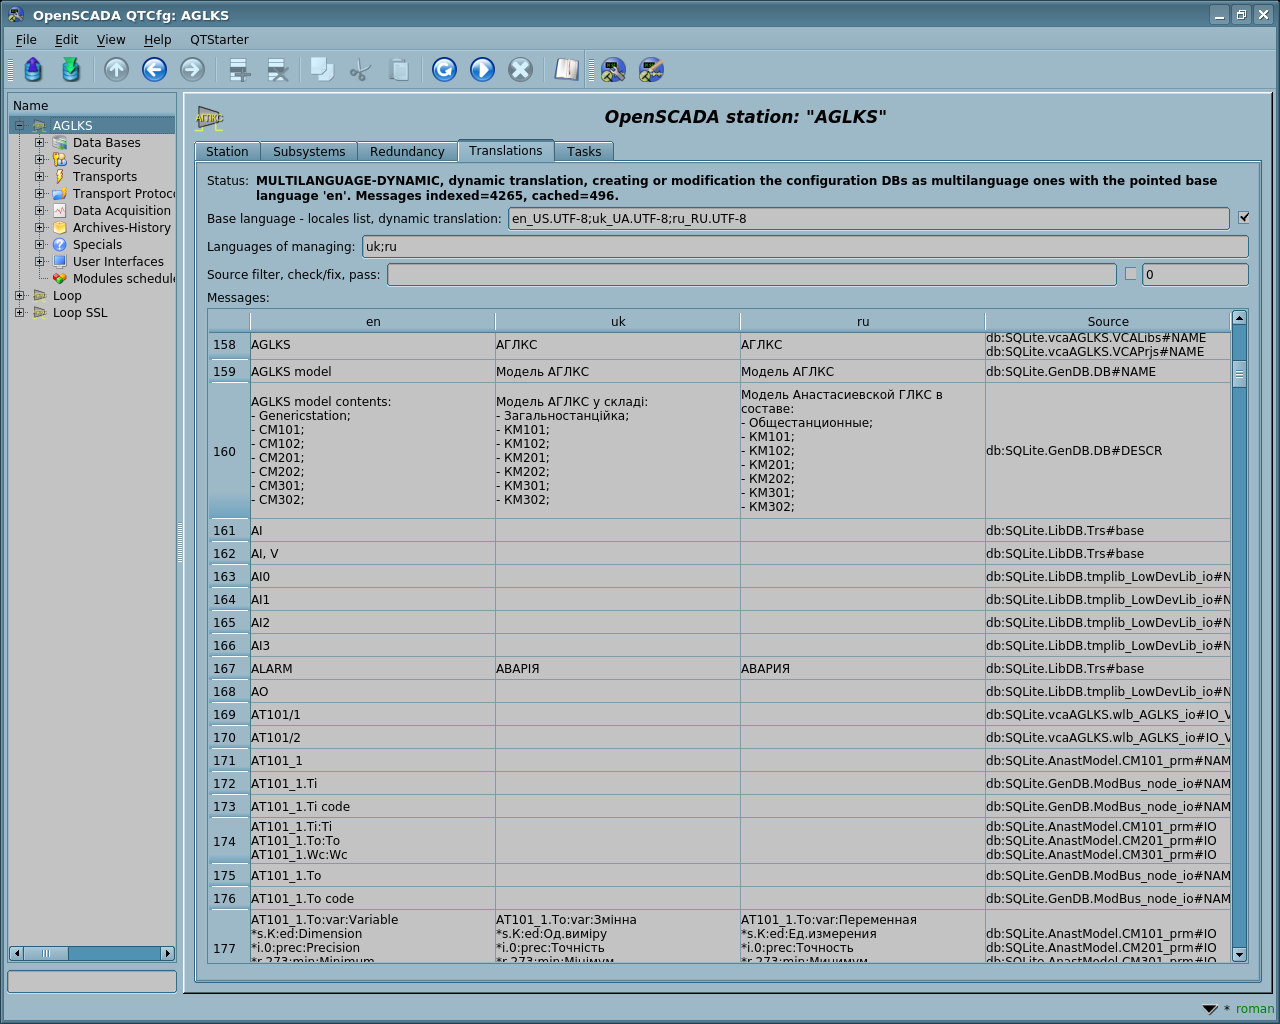 OpenSCADA QTCfg: AGLKS
File Edit View Help QTStarter
Name
AGLKS
Data Bases
Security
Transports
Transport Protoc
Data Acquisition
Archives-History
Specials
User Interfaces
Modules schedul
Loop
Loop SSL
АГЛКС
OpenSCADA station: "AGLKS"
Station Subsystems Redundancy Translations Tasks
Status: MULTILANGUAGE-DYNAMIC, dynamic translation, creating or modification the configuration DBs as multilanguage ones with the pointed base
language 'en'. Messages indexed=4265, cached=496.
Base language - locales list, dynamic translation: en_US.UTF-8;uk_UA.UTF-8;ru_RU.UTF-8
Languages of managing: uk;ru
Source filter, check/fix, pass: 0
Messages:
en uk ru Source
158 AGLKS АГЛКС АГЛКС db:SQLite.vcaAGLKS.VCALibs#NAME
db:SQLite.vcaAGLKS.VCAPrjs#NAME
159 AGLKS model Модель АГЛКС Модель АГЛКС db:SQLite.GenDB.DB#NAME
160
AGLKS model contents:
- Genericstation;
- CM101;
- CM102;
- CM201;
- CM202;
- CM301;
- CM302;
Модель АГЛКС у складі:
- Загальностанційка;
- КМ101;
- КМ102;
- КМ201;
- КМ202;
- КМ301;
- КМ302;
Модель Анастасиевской ГЛКС в
составе:
- Общестанционные;
- КМ101;
- КМ102;
- КМ201;
- КМ202;
- КМ301;
- КМ302;
db:SQLite.GenDB.DB#DESCR
161 AI db:SQLite.LibDB.Trs#base
162 AI, V db:SQLite.LibDB.Trs#base
163 AI0 db:SQLite.LibDB.tmplib_LowDevLib_io#N
164 AI1 db:SQLite.LibDB.tmplib_LowDevLib_io#N
165 AI2 db:SQLite.LibDB.tmplib_LowDevLib_io#N
166 AI3 db:SQLite.LibDB.tmplib_LowDevLib_io#N
167 ALARM АВАРІЯ АВАРИЯ db:SQLite.LibDB.Trs#base
168 AO db:SQLite.LibDB.tmplib_LowDevLib_io#N
169 AT101/1 db:SQLite.vcaAGLKS.wlb_AGLKS_io#IO_V
170 AT101/2 db:SQLite.vcaAGLKS.wlb_AGLKS_io#IO_V
171 AT101_1 db:SQLite.AnastModel.CM101_prm#NAM
172 AT101_1.Ti db:SQLite.GenDB.ModBus_node_io#NAM
173 AT101_1.Ti code db:SQLite.GenDB.ModBus_node_io#NAM
174
AT101_1.Ti:Ti
AT101_1.To:To
AT101_1.Wc:Wc
db:SQLite.AnastModel.CM101_prm#IO
db:SQLite.AnastModel.CM201_prm#IO
db:SQLite.AnastModel.CM301_prm#IO
175 AT101_1.To db:SQLite.GenDB.ModBus_node_io#NAM
176 AT101_1.To code db:SQLite.GenDB.ModBus_node_io#NAM
177
AT101_1.To:var:Variable
*s.K:ed:Dimension
*i.0:prec:Precision
*r.273:min:Minimum
AT101_1.To:var:Змінна
*s.K:ed:Од.виміру
*i.0:prec:Точність
*r.273:min:Мінімум
AT101_1.To:var:Переменная
*s.K:ed:Ед.измерения
*i.0:prec:Точность
*r.273:min:Минимум
db:SQLite.AnastModel.CM101_prm#IO
db:SQLite.AnastModel.CM201_prm#IO
db:SQLite.AnastModel.CM301_prm#IO
* roman